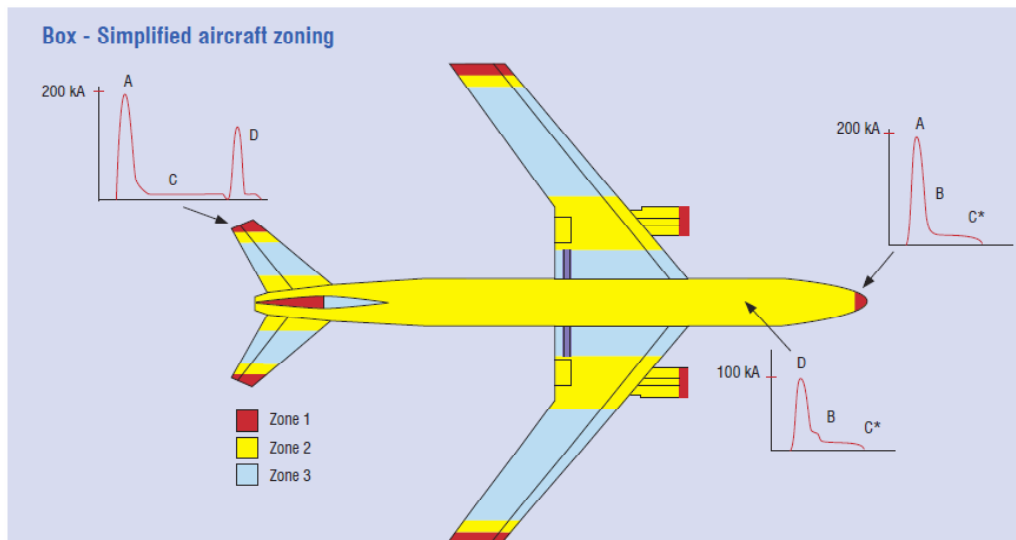 Box - Simplified aircraft zoning
A
200 kA
D
C
A
200 kA
B
C*
D
100 kA
B
C*
Zone 1
Zone 2
Zone 3